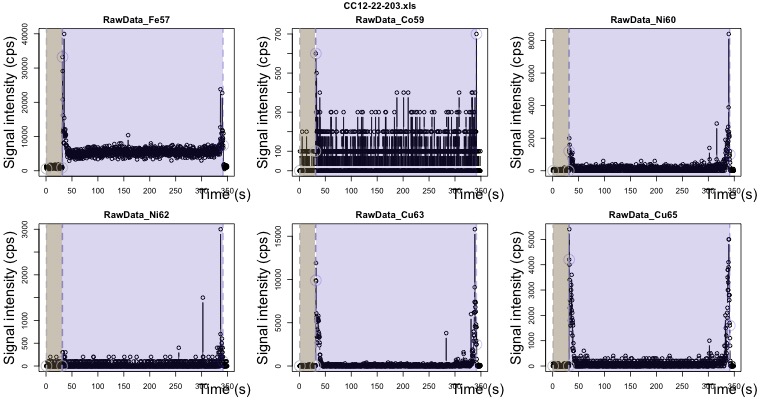 CC12-22-203.xls
RawData_Fe57 RawData_Co59 RawData_Ni60
Signal intensity (cps) Signal intensity (cps) Signal intensity (cps)
0 10000 20000 30000 40000
0 100 300 500 600 700
0 2000 4000 6000 8000
0 50 100 150 200 250 300 350 0 50 100 150 200 250 300 350 0 50 100 150 200 250 300 350
Time (s) Time (s) Time (s)
RawData_Ni62 RawData_Cu63 RawData_Cu65
Signal intensity (cps) Signal intensity (cps) Signal intensity (cps)
0 500 1000 2000 3000
0 5000 10000 15000
0 1000 2000 3000 4000 5000
0 50 100 150 200 250 300 350 0 50 100 150 200 250 300 350 0 50 100 150 200 250 300 350
Time (s) Time (s) Time (s)